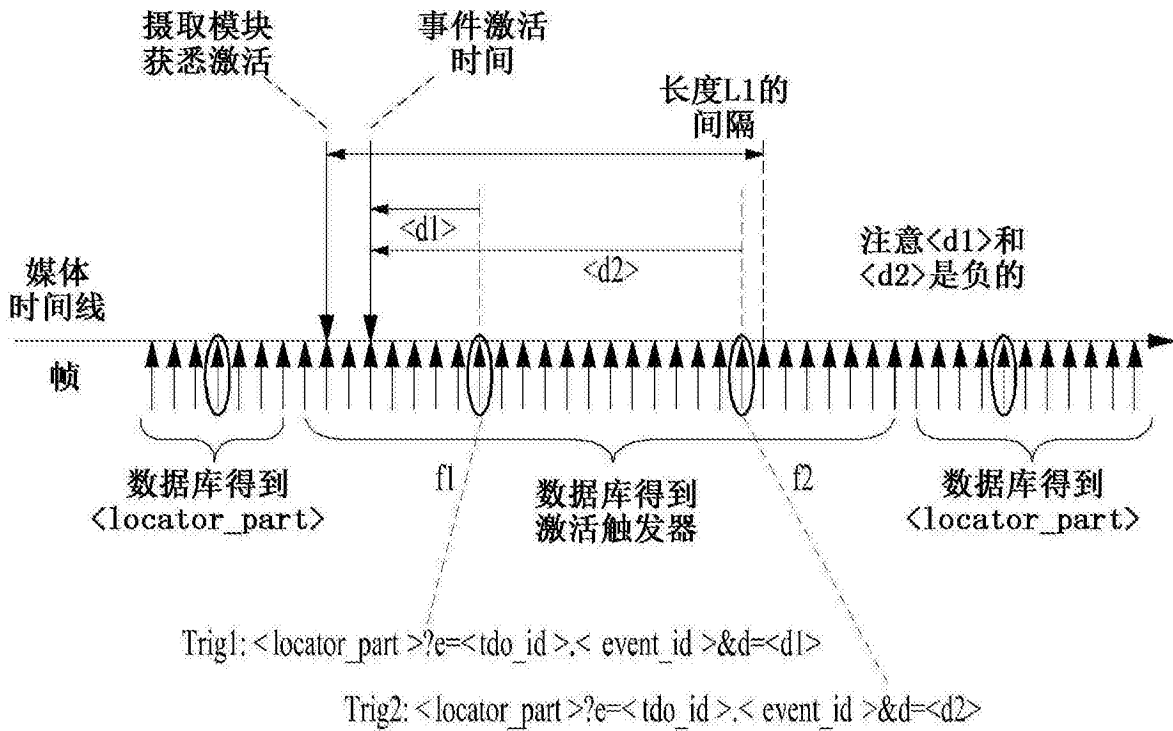 摄取模块
获悉激活
事件激活
时间
长度L1的
间隔
<d1>
<d2>
注意<d1>和
<d2>是负的
媒体
时间线
帧
数据库得到
<locator_part>
f1
数据库得到
激活触发器
f2
数据库得到
<locator_part>
Trig1: <locator_part >?e=<tdo_id>.< event_id >&d=<d1>
Trig2: <locator_part>?e=< tdo_id >.< event_id >&d=<d2>